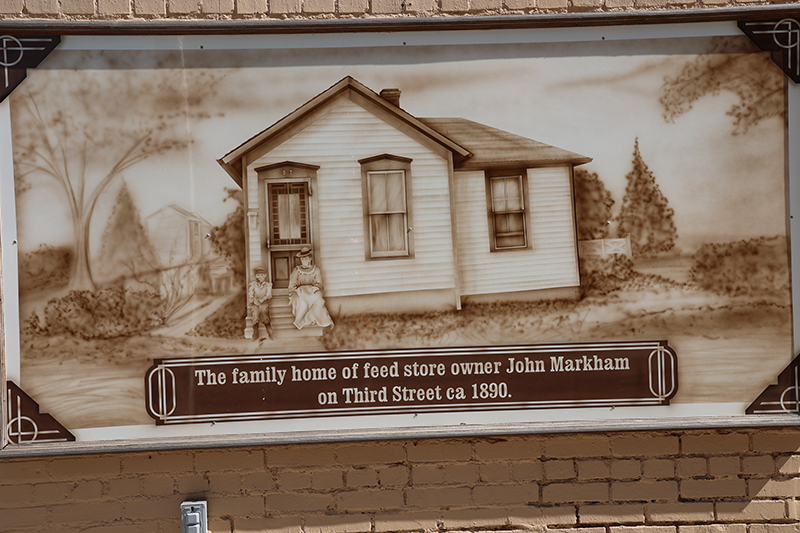 The family home of feed store owner John Markham
on Third Street ca 1890.